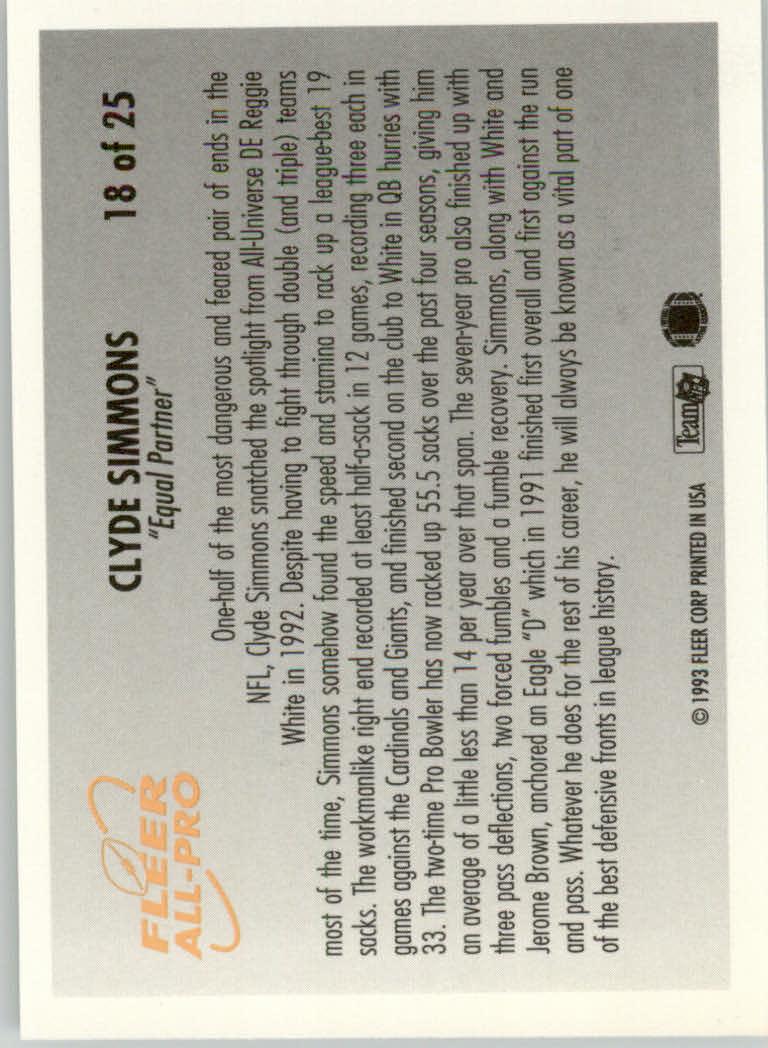 FLEER
ALL-PRO
CLYDE SIMMONS 18 of 25
"Equal Partner"
One-half of the most dangerous and feared pair of ends in the
NFL, Clyde Simmons snatched the spotlight from All-Universe DE Reggie
White in 1992. Despite having to fight through double (and triple) teams
most of the time, Simmons somehow found the speed and stamina to rack up a league-best 19
sacks. The workmanlike right end recorded at least half-a-sack in 12 games, recording three each in
games against the Cardinals and Giants, and finished second on the club to White in QB hurries with
33. The two-time Pro Bowler has now racked up 55.5 sacks over the past four seasons, giving him
an average of a little less than 14 per year over that span. The seven-year pro also finished up with
three pass deflections, two forced fumbles and a fumble recovery. Simmons, along with White and
Jerome Brown, anchored an Eagle "D" which in 1991 finished first overall and first against the run
and pass. Whatever he does for the rest of his career, he will always be known as a vital part of one
of the best defensive fronts in league history.
© 1993 FLEER CORP PRINTED IN USA
Team NFL